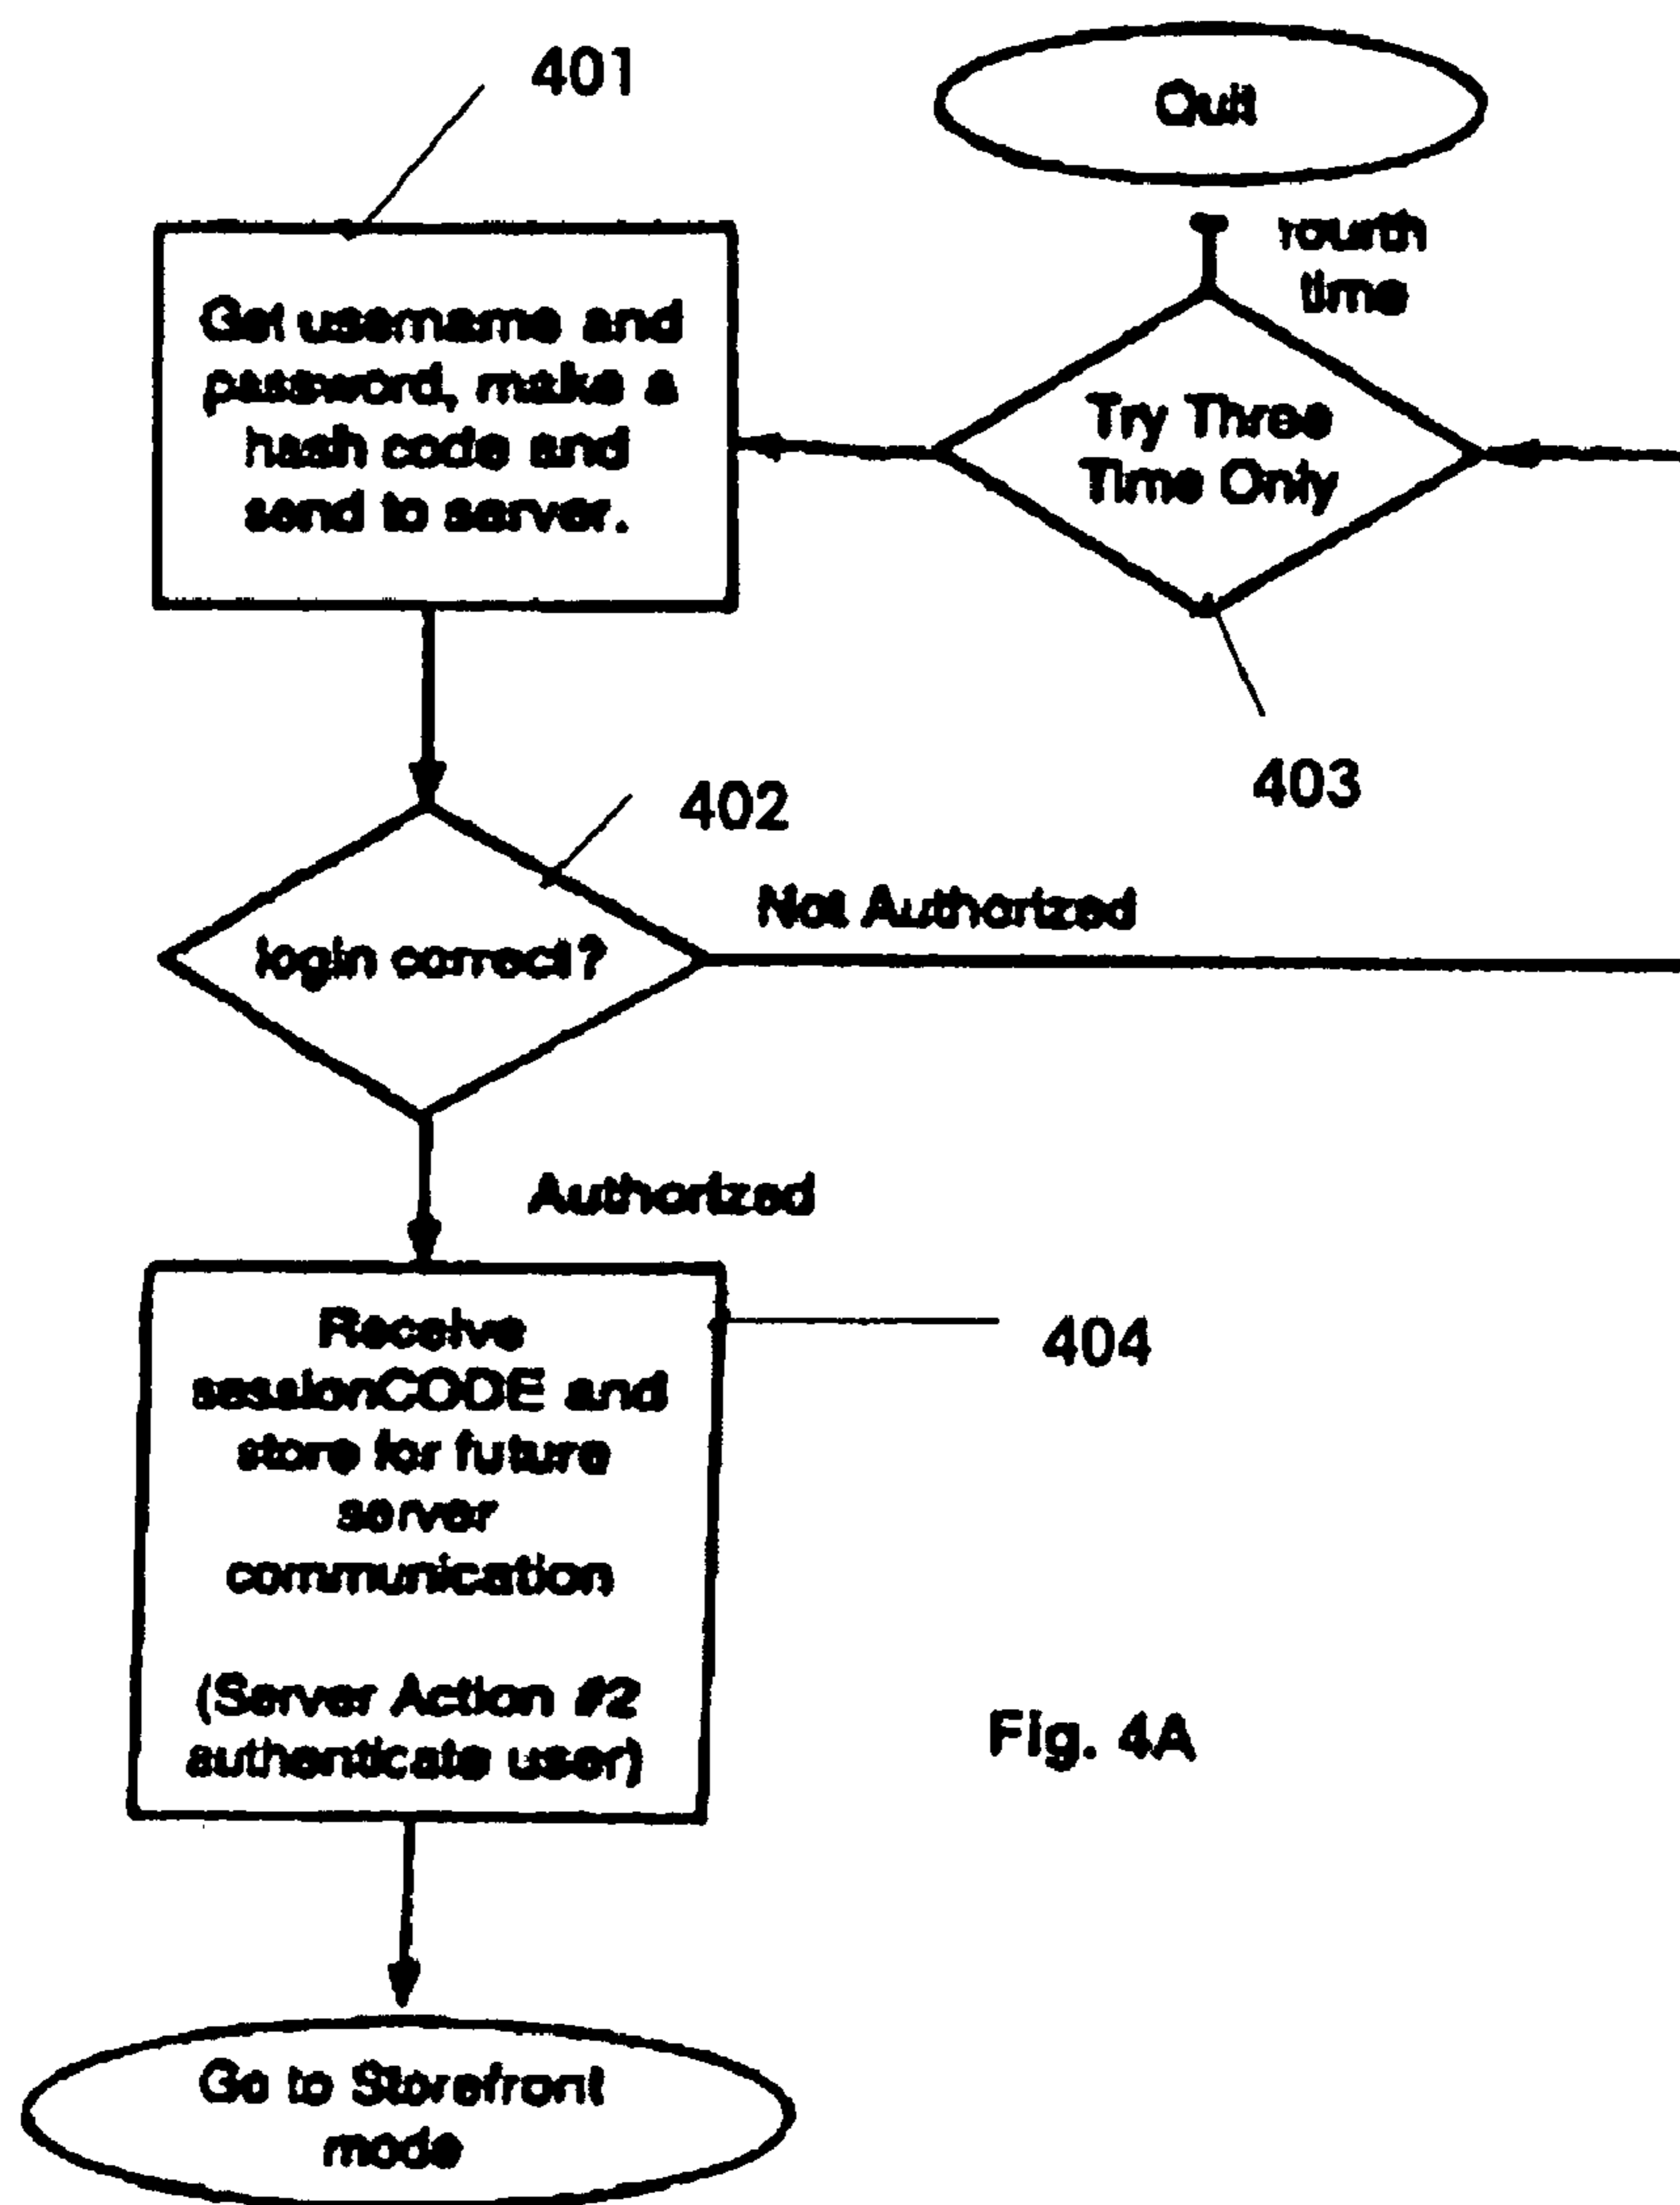 401
Quit
fourth
time
Get username and
password, make a
hash code and
send to server.
Try Three
Time Only
403
402
Not Authorized
login correct?
Authorized
Receive
sessionCODE and
store for future
server
communication
(Server Action #2
authenticate user)
404
Fig. 4A
Go to Storefront
mode